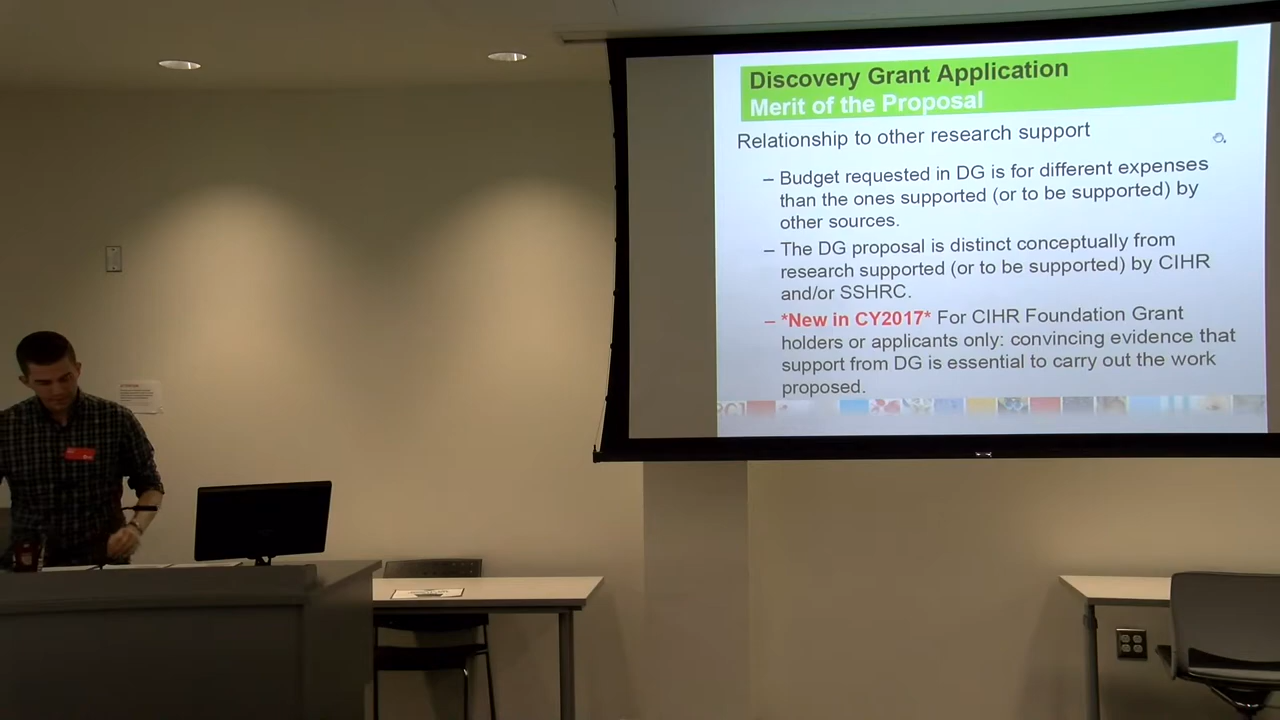 Discovery Grant Application
Merit of the Proposal
Relationship to other research support
– Budget requested in DG is for different expenses
than the ones supported (or to be supported) by
other sources.
– The DG proposal is distinct conceptually from
research supported (or to be supported) by CIHR
and/or SSHRC.
– *New in CY2017* For CIHR Foundation Grant
holders or applicants only: convincing evidence that
support from DG is essential to carry out the work
proposed.